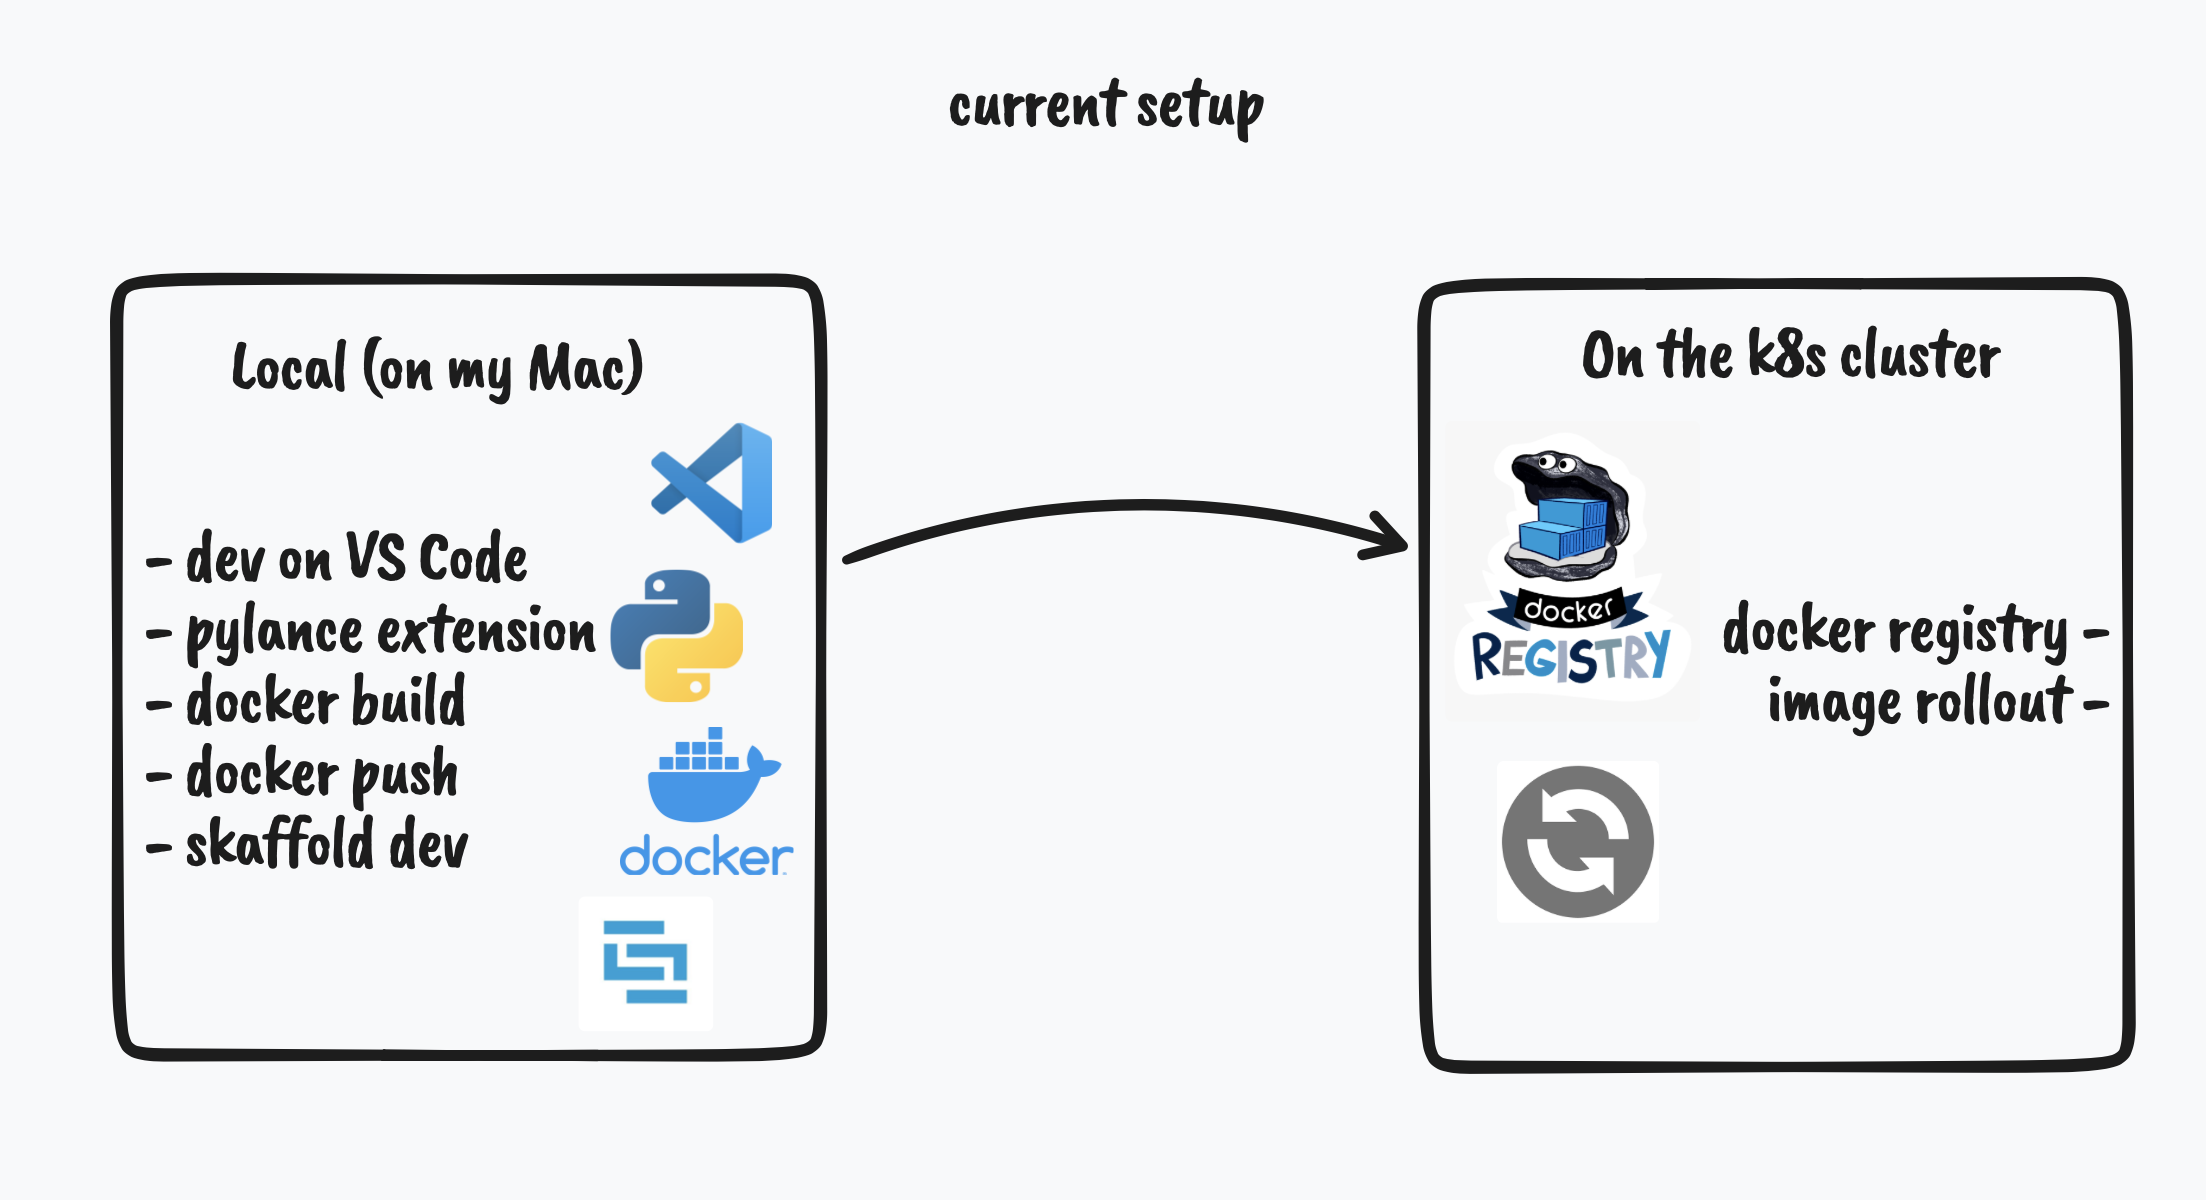 current setup
Local (on my Mac)
- dev on VS Code
- pylance extension
- docker build
- docker push
- skaffold dev
docker
On the k8s cluster
docker
REGISTRY
docker registry -
image rollout -